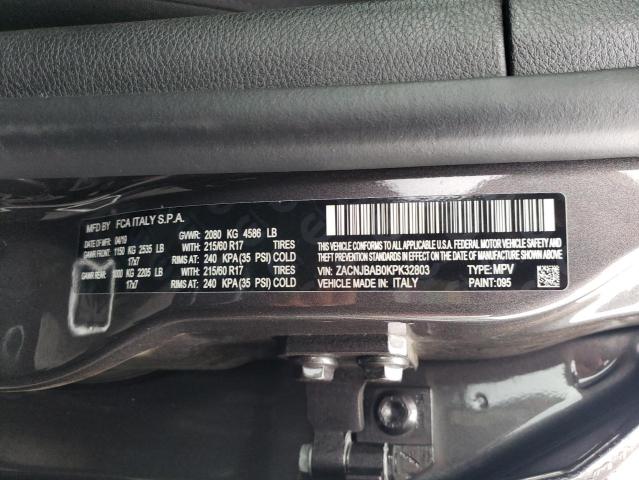 MFD BY FCA ITALY S.P.A.
DATE OF MFR: 04/19 GVWR: 2080 KG 4586 LB
GAWR FRONT: 1150 KG 2535 LB WITH: 215/60 R17 TIRES
17x7 RIMS AT: 240 KPA (35 PSI) COLD
GAWR REAR: 1000 KG 2205 LB WITH: 215/60 R17 TIRES
17x7 RIMS AT: 240 KPA (35 PSI) COLD
THIS VEHICLE CONFORMS TO ALL APPLICABLE
U.S.A. FEDERAL MOTOR VEHICLE SAFETY, BUMPER AND THEFT PREVENTION
STANDARDS IN EFFECT ON THE DATE OF MANUFACTURE SHOWN ABOVE.
VIN: ZACNJBAB0KPK32803 TYPE: MPV
VEHICLE MADE IN: ITALY PAINT: 095